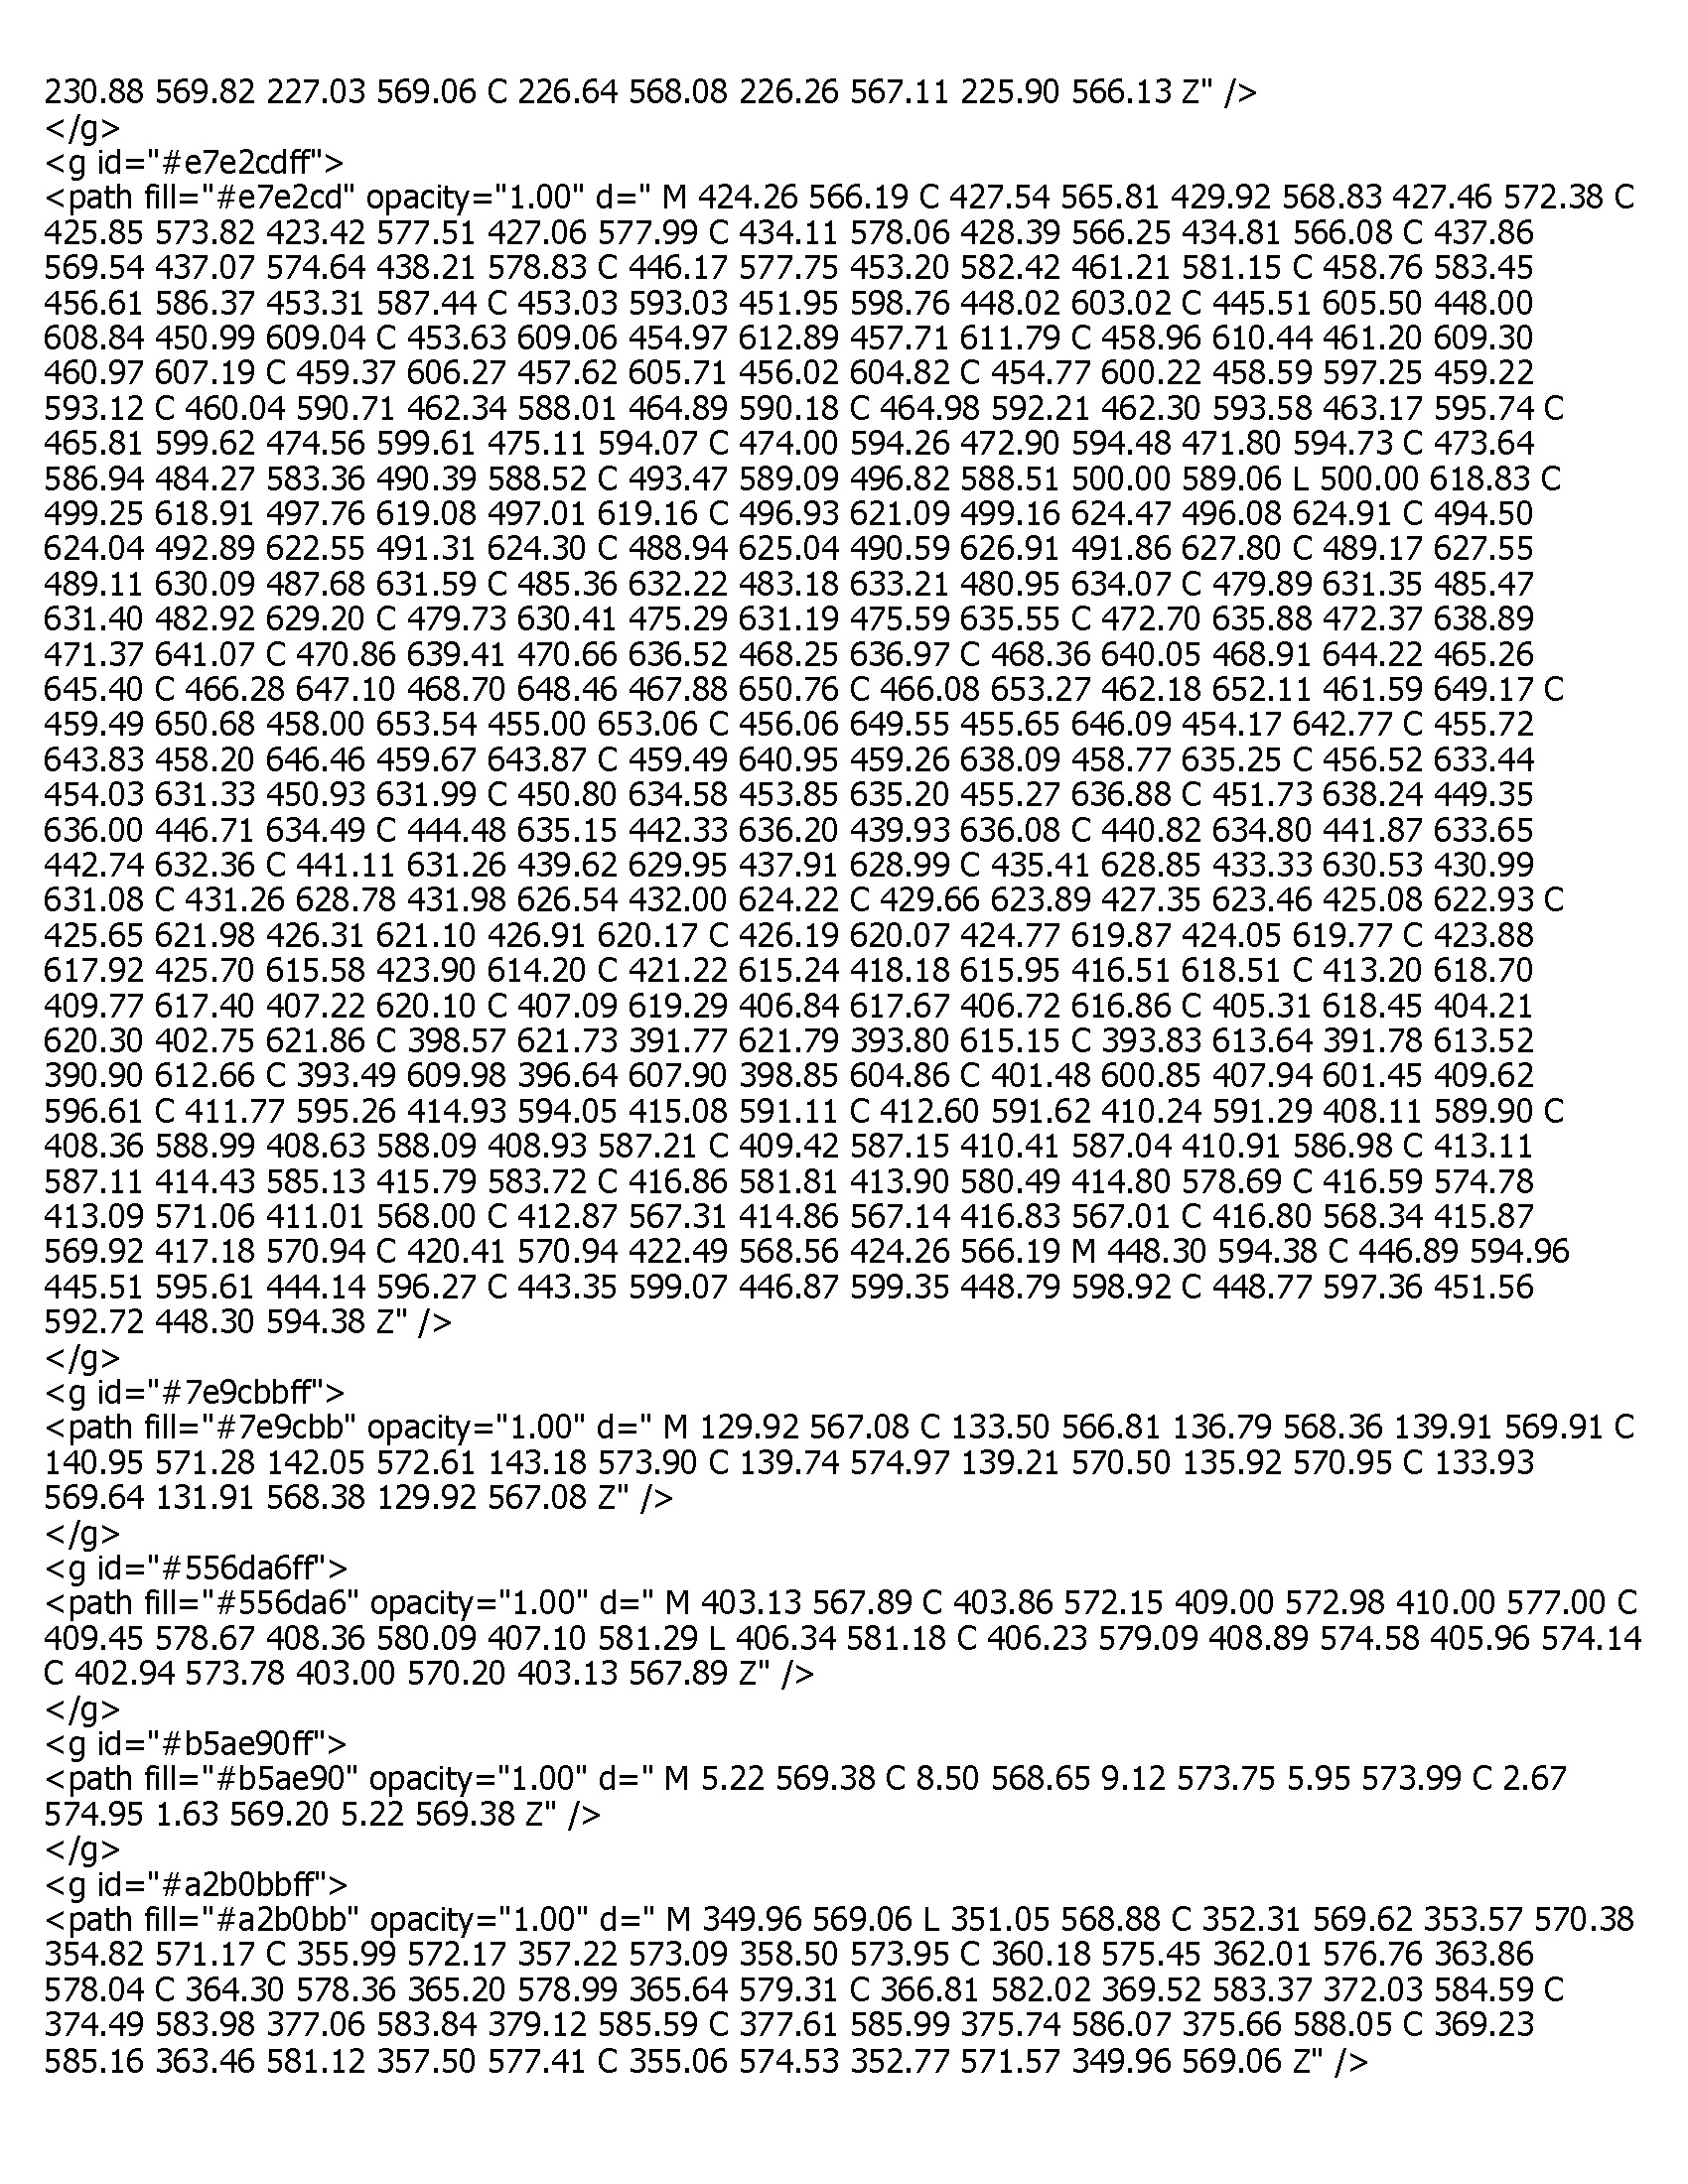 230.88 569.82 227.03 569.06 C 226.64 568.08 226.26 567.11 225.90 566.13 Z" />
</g>
<g id="#e7e2cdff">
<path fill="#e7e2cd" opacity="1.00" d=" M 424.26 566.19 C 427.54 565.81 429.92 568.83 427.46 572.38 C
425.85 573.82 423.42 577.51 427.06 577.99 C 434.11 578.06 428.39 566.25 434.81 566.08 C 437.86
569.54 437.07 574.64 438.21 578.83 C 446.17 577.75 453.20 582.42 461.21 581.15 C 458.76 583.45
456.61 586.37 453.31 587.44 C 453.03 593.03 451.95 598.76 448.02 603.02 C 445.51 605.50 448.00
608.84 450.99 609.04 C 453.63 609.06 454.97 612.89 457.71 611.79 C 458.96 610.44 461.20 609.30
460.97 607.19 C 459.37 606.27 457.62 605.71 456.02 604.82 C 454.77 600.22 458.59 597.25 459.22
593.12 C 460.04 590.71 462.34 588.01 464.89 590.18 C 464.98 592.21 462.30 593.58 463.17 595.74 C
465.81 599.62 474.56 599.61 475.11 594.07 C 474.00 594.26 472.90 594.48 471.80 594.73 C 473.64
586.94 484.27 583.36 490.39 588.52 C 493.47 589.09 496.82 588.51 500.00 589.06 L 500.00 618.83 C
499.25 618.91 497.76 619.08 497.01 619.16 C 496.93 621.09 499.16 624.47 496.08 624.91 C 494.50
624.04 492.89 622.55 491.31 624.30 C 488.94 625.04 490.59 626.91 491.86 627.80 C 489.17 627.55
489.11 630.09 487.68 631.59 C 485.36 632.22 483.18 633.21 480.95 634.07 C 479.89 631.35 485.47
631.40 482.92 629.20 C 479.73 630.41 475.29 631.19 475.59 635.55 C 472.70 635.88 472.37 638.89
471.37 641.07 C 470.86 639.41 470.66 636.52 468.25 636.97 C 468.36 640.05 468.91 644.22 465.26
645.40 C 466.28 647.10 468.70 648.46 467.88 650.76 C 466.08 653.27 462.18 652.11 461.59 649.17 C
459.49 650.68 458.00 653.54 455.00 653.06 C 456.06 649.55 455.65 646.09 454.17 642.77 C 455.72
643.83 458.20 646.46 459.67 643.87 C 459.49 640.95 459.26 638.09 458.77 635.25 C 456.52 633.44
454.03 631.33 450.93 631.99 C 450.80 634.58 453.85 635.20 455.27 636.88 C 451.73 638.24 449.35
636.00 446.71 634.49 C 444.48 635.15 442.33 636.20 439.93 636.08 C 440.82 634.80 441.87 633.65
442.74 632.36 C 441.11 631.26 439.62 629.95 437.91 628.99 C 435.41 628.85 433.33 630.53 430.99
631.08 C 431.26 628.78 431.98 626.54 432.00 624.22 C 429.66 623.89 427.35 623.46 425.08 622.93 C
425.65 621.98 426.31 621.10 426.91 620.17 C 426.19 620.07 424.77 619.87 424.05 619.77 C 423.88
617.92 425.70 615.58 423.90 614.20 C 421.22 615.24 418.18 615.95 416.51 618.51 C 413.20 618.70
409.77 617.40 407.22 620.10 C 407.09 619.29 406.84 617.67 406.72 616.86 C 405.31 618.45 404.21
620.30 402.75 621.86 C 398.57 621.73 391.77 621.79 393.80 615.15 C 393.83 613.64 391.78 613.52
390.90 612.66 C 393.49 609.98 396.64 607.90 398.85 604.86 C 401.48 600.85 407.94 601.45 409.62
596.61 C 411.77 595.26 414.93 594.05 415.08 591.11 C 412.60 591.62 410.24 591.29 408.11 589.90 C
408.36 588.99 408.63 588.09 408.93 587.21 C 409.42 587.15 410.41 587.04 410.91 586.98 C 413.11
587.11 414.43 585.13 415.79 583.72 C 416.86 581.81 413.90 580.49 414.80 578.69 C 416.59 574.78
413.09 571.06 411.01 568.00 C 412.87 567.31 414.86 567.14 416.83 567.01 C 416.80 568.34 415.87
569.92 417.18 570.94 C 420.41 570.94 422.49 568.56 424.26 566.19 M 448.30 594.38 C 446.89 594.96
445.51 595.61 444.14 596.27 C 443.35 599.07 446.87 599.35 448.79 598.92 C 448.77 597.36 451.56
592.72 448.30 594.38 Z" />
</g>
<g id="#7e9cbbff">
<path fill="#7e9cbb" opacity="1.00" d=" M 129.92 567.08 C 133.50 566.81 136.79 568.36 139.91 569.91 C
140.95 571.28 142.05 572.61 143.18 573.90 C 139.74 574.97 139.21 570.50 135.92 570.95 C 133.93
569.64 131.91 568.38 129.92 567.08 Z" />
</g>
<g id="#556da6ff">
<path fill="#556da6" opacity="1.00" d=" M 403.13 567.89 C 403.86 572.15 409.00 572.98 410.00 577.00 C
409.45 578.67 408.36 580.09 407.10 581.29 L 406.34 581.18 C 406.23 579.09 408.89 574.58 405.96 574.14
C 402.94 573.78 403.00 570.20 403.13 567.89 Z" />
</g>
<g id="#b5ae90ff">
<path fill="#b5ae90" opacity="1.00" d=" M 5.22 569.38 C 8.50 568.65 9.12 573.75 5.95 573.99 C 2.67
574.95 1.63 569.20 5.22 569.38 Z" />
</g>
<g id="#a2b0bbff">
<path fill="#a2b0bb" opacity="1.00" d=" M 349.96 569.06 L 351.05 568.88 C 352.31 569.62 353.57 570.38
354.82 571.17 C 355.99 572.17 357.22 573.09 358.50 573.95 C 360.18 575.45 362.01 576.76 363.86
578.04 C 364.30 578.36 365.20 578.99 365.64 579.31 C 366.81 582.02 369.52 583.37 372.03 584.59 C
374.49 583.98 377.06 583.84 379.12 585.59 C 377.61 585.99 375.74 586.07 375.66 588.05 C 369.23
585.16 363.46 581.12 357.50 577.41 C 355.06 574.53 352.77 571.57 349.96 569.06 Z" />